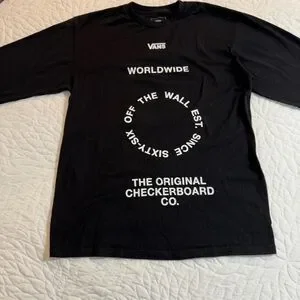 VANS
WORLDWIDE
OFF THE WALL EST. SINCE SIXTY-SIX
THE ORIGINAL
CHECKERBOARD
CO.